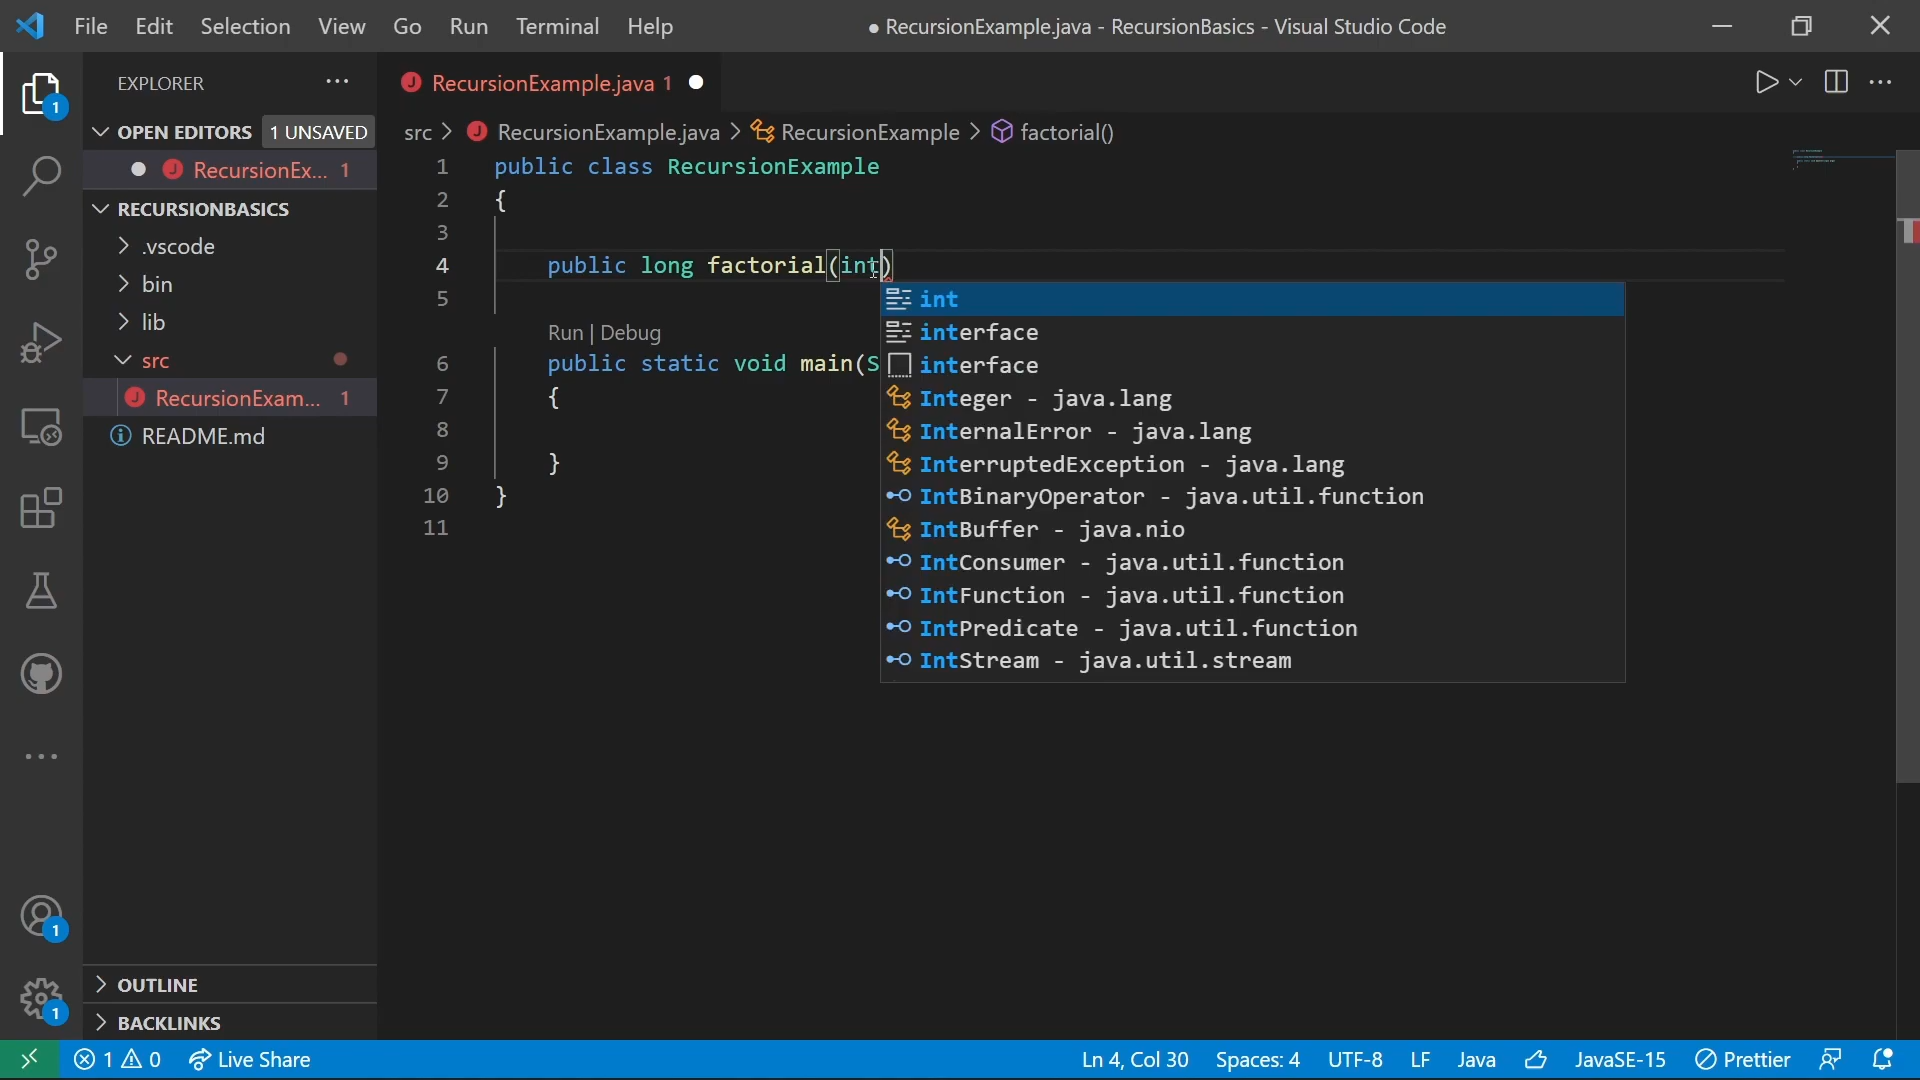 File Edit Selection View Go Run Terminal Help
● RecursionExample.java - RecursionBasics - Visual Studio Code
EXPLORER
OPEN EDITORS 1 UNSAVED
RecursionEx... 1
RECURSIONBASICS
.vscode
bin
lib
src
RecursionExam... 1
README.md
OUTLINE
BACKLINKS
1
1
1
RecursionExample.java 1
src > RecursionExample.java > RecursionExample > factorial()
1 public class RecursionExample
2 {
3
4 public long factorial(int)
5
Run | Debug
6 public static void main(S
7 {
8
9 }
10 }
11
int
interface
interface
Integer - java.lang
InternalError - java.lang
InterruptedException - java.lang
IntBinaryOperator - java.util.function
IntBuffer - java.nio
IntConsumer - java.util.function
IntFunction - java.util.function
IntPredicate - java.util.function
IntStream - java.util.stream
1 0 Live Share Ln 4, Col 30 Spaces: 4 UTF-8 LF Java JavaSE-15 Prettier